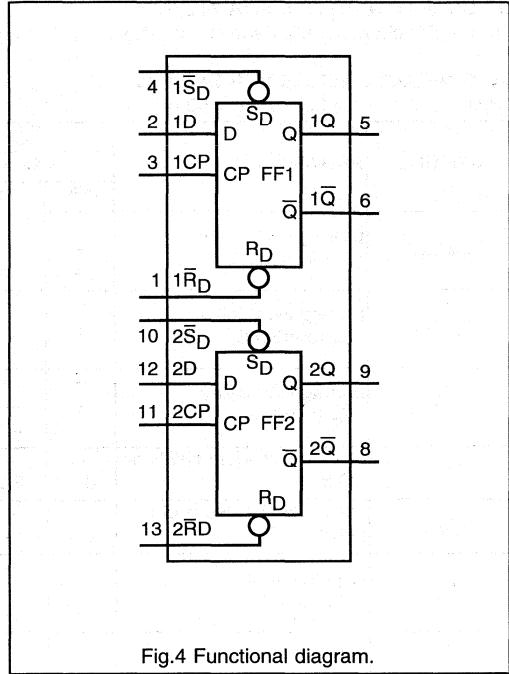 4 1S̅D
SD
2 1D D Q 1Q 5
3 1CP CP FF1
Q̅ 1Q̅ 6
RD
1 1R̅D
10 2S̅D
SD
12 2D D Q 2Q 9
11 2CP CP FF2
Q̅ 2Q̅ 8
RD
13 2R̅D
Fig.4 Functional diagram.